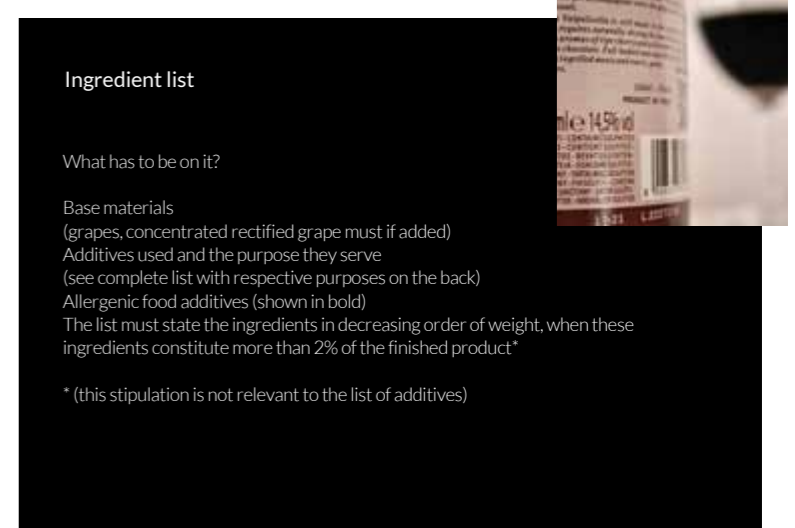 Ingredient list
What has to be on it?
Base materials
(grapes, concentrated rectified grape must if added)
Additives used and the purpose they serve
(see complete list with respective purposes on the back)
Allergenic food additives (shown in bold)
The list must state the ingredients in decreasing order of weight, when these
ingredients constitute more than 2% of the finished product*
* (this stipulation is not relevant to the list of additives)
14,5% vol